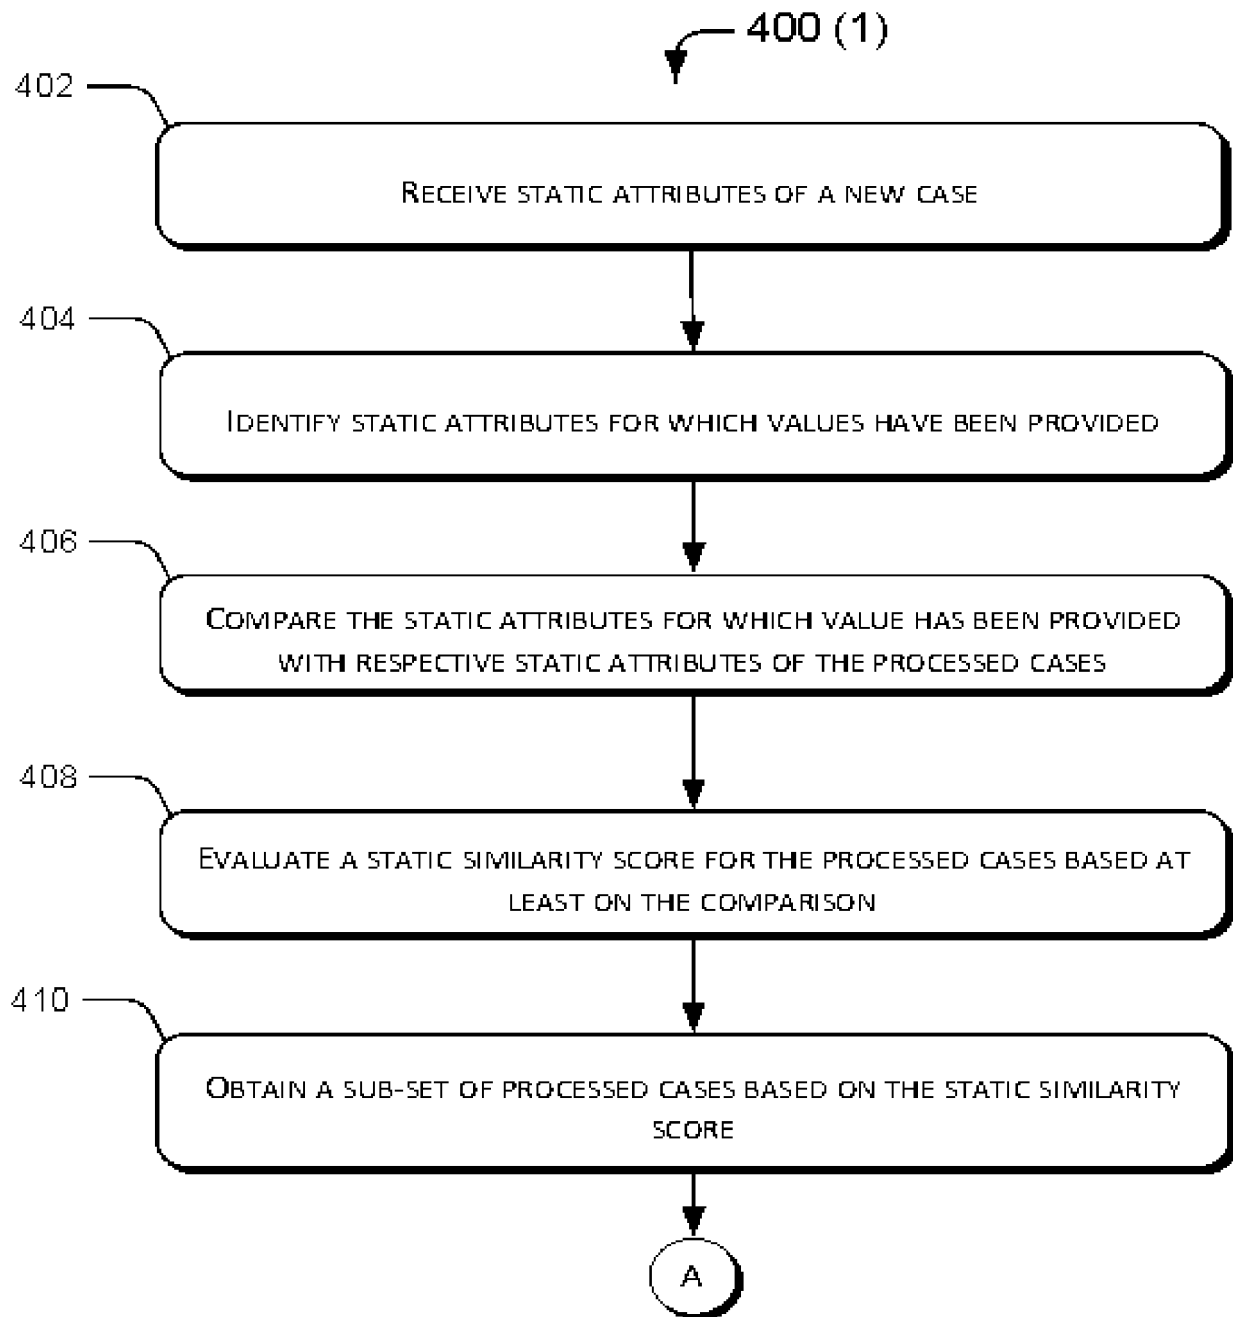 400 (1)
402
RECEIVE STATIC ATTRIBUTES OF A NEW CASE
404
IDENTIFY STATIC ATTRIBUTES FOR WHICH VALUES HAVE BEEN PROVIDED
406
COMPARE THE STATIC ATTRIBUTES FOR WHICH VALUE HAS BEEN PROVIDED
WITH RESPECTIVE STATIC ATTRIBUTES OF THE PROCESSED CASES
408
EVALUATE A STATIC SIMILARITY SCORE FOR THE PROCESSED CASES BASED AT
LEAST ON THE COMPARISON
410
OBTAIN A SUB-SET OF PROCESSED CASES BASED ON THE STATIC SIMILARITY
SCORE
A